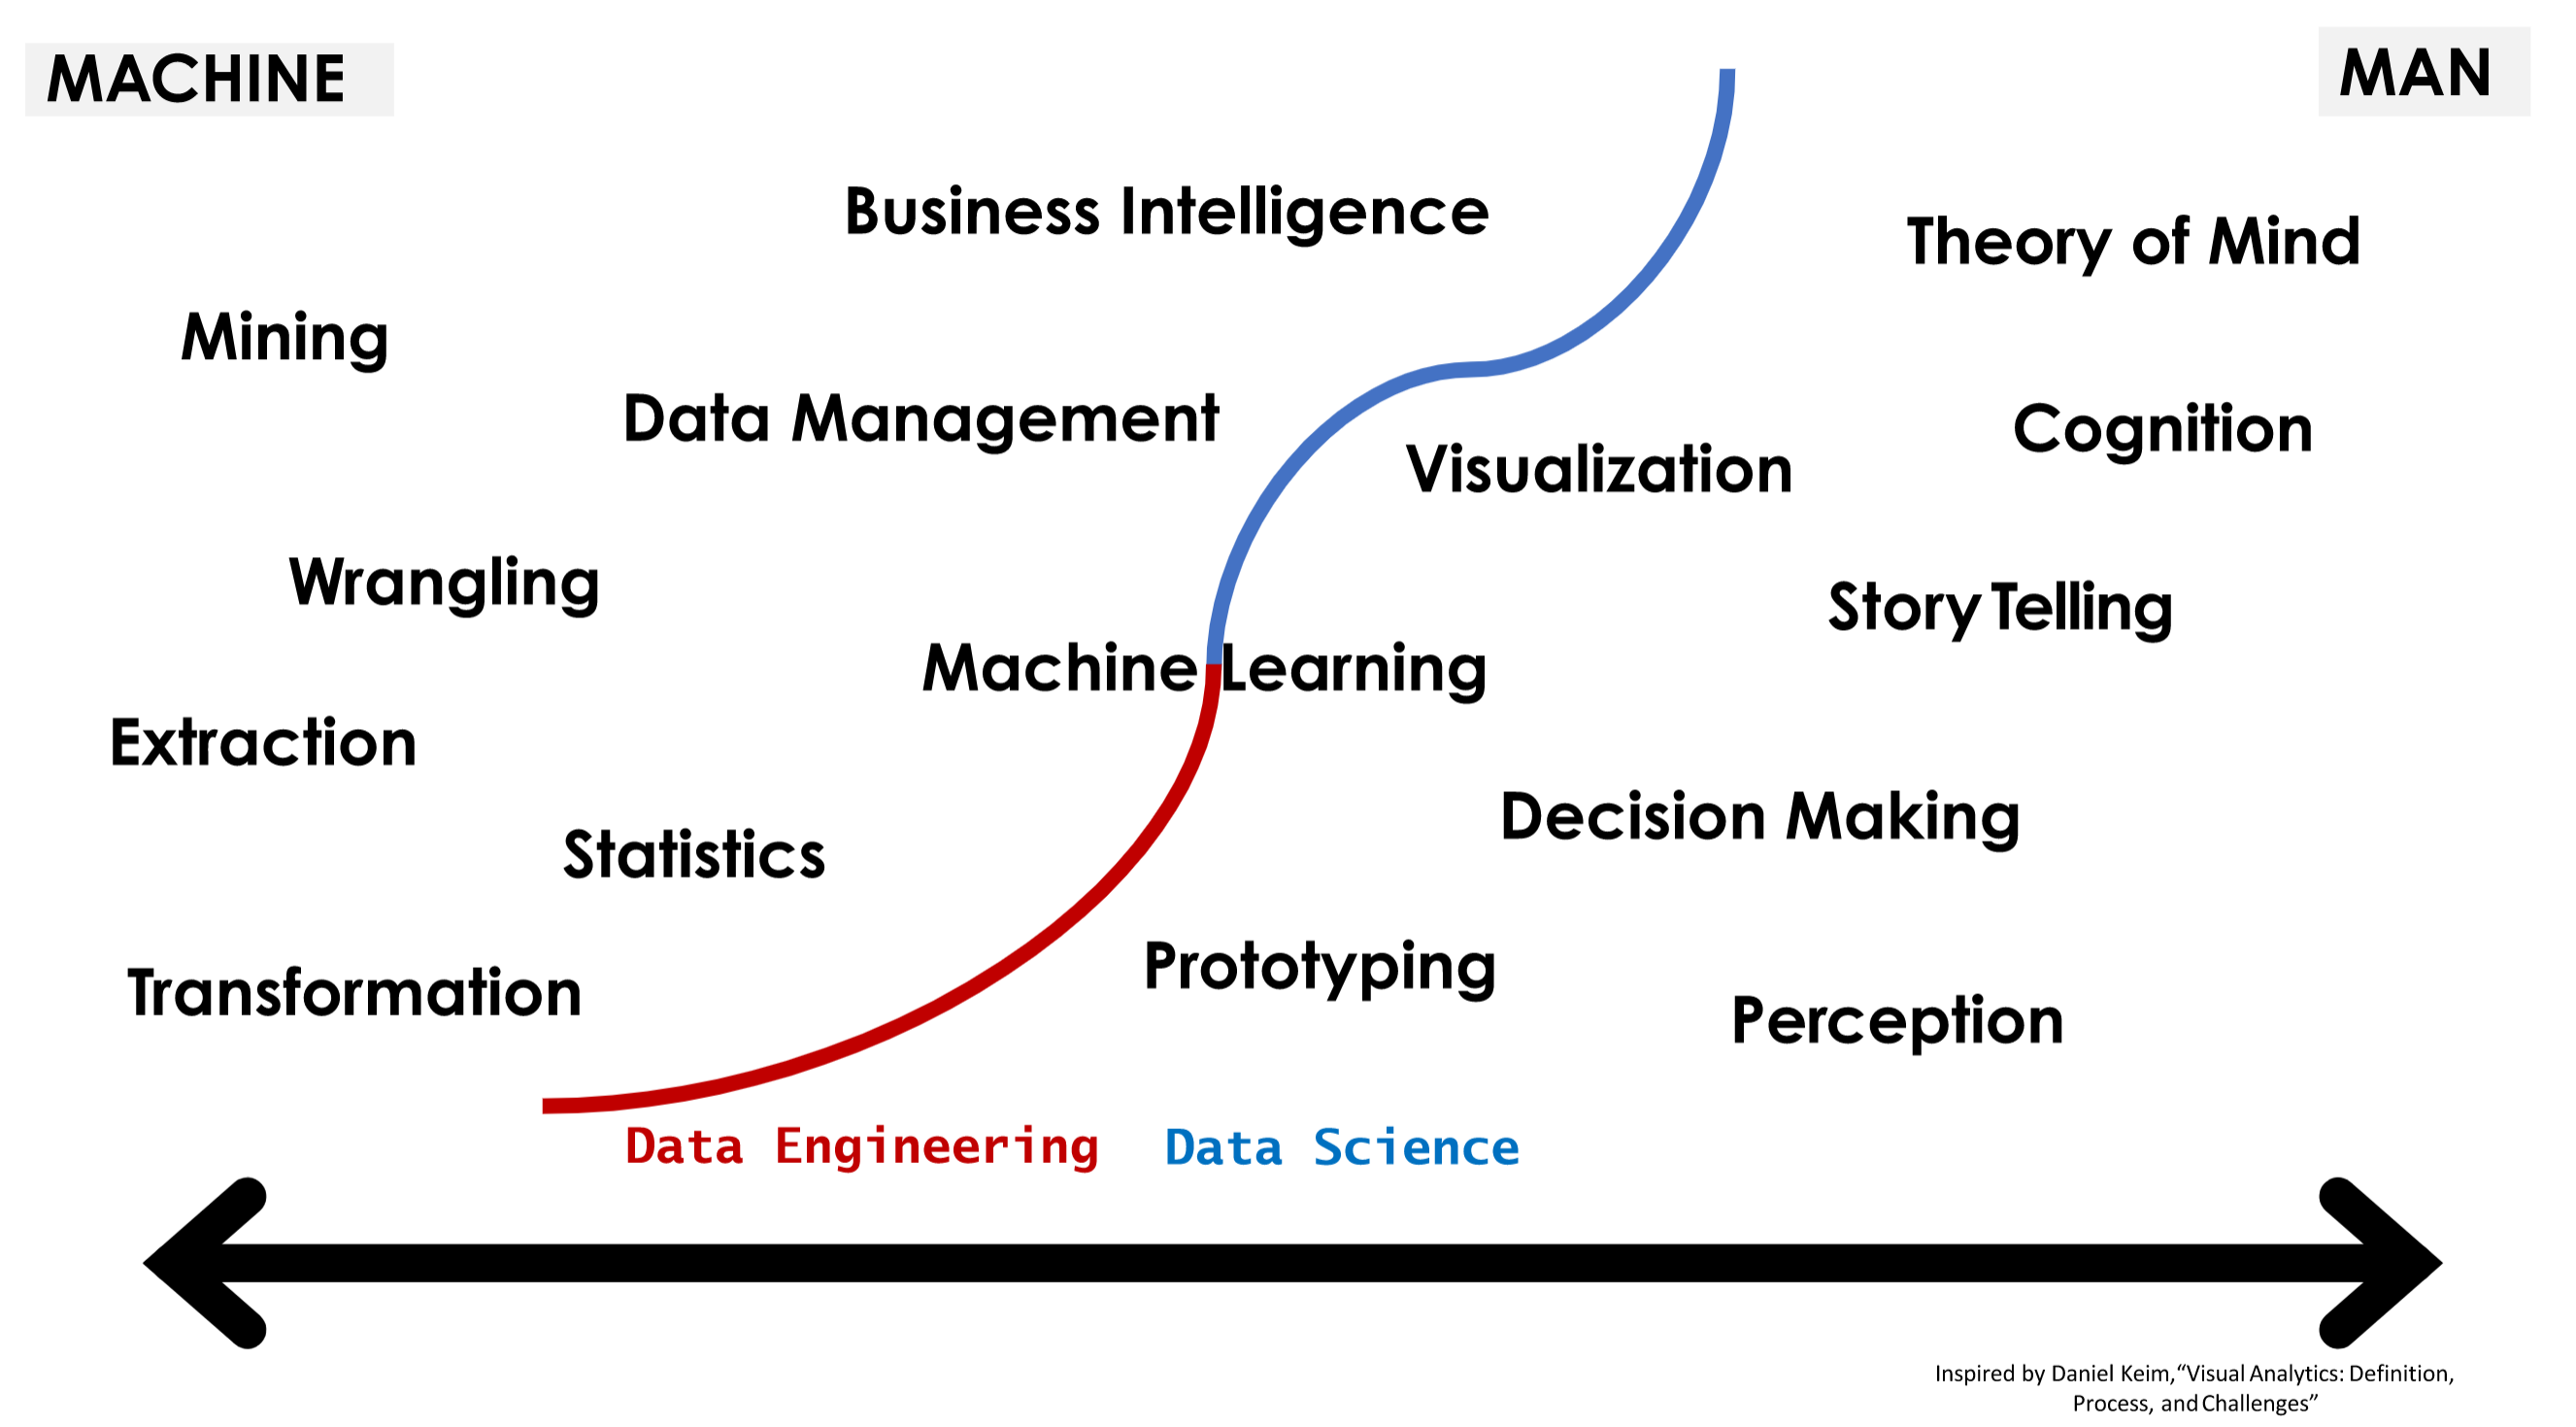 MACHINE
MAN
Business Intelligence
Theory of Mind
Mining
Data Management
Cognition
Visualization
Wrangling
Story Telling
Machine Learning
Extraction
Decision Making
Statistics
Prototyping
Transformation
Perception
Data Engineering
Data Science
Inspired by Daniel Keim,“Visual Analytics: Definition,
Process, and Challenges”